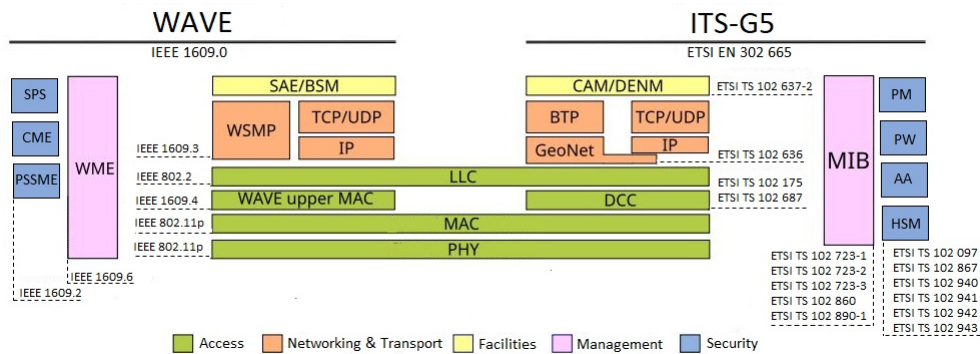 WAVE
IEEE 1609.0
ITS-G5
ETSI EN 302 665
SPS
CME
PSSME
WME
SAE/BSM
WSMP
TCP/UDP
IP
IEEE 1609.3
CAM/DENM
ETSI TS 102 637-2
BTP
TCP/UDP
GeoNet
IP
ETSI TS 102 636
IEEE 802.2
LLC
IEEE 1609.4
WAVE upper MAC
DCC
ETSI TS 102 175
ETSI TS 102 687
IEEE 802.11p
MAC
IEEE 802.11p
PHY
MIB
PM
PW
AA
HSM
IEEE 1609.6
IEEE 1609.2
ETSI TS 102 723-1
ETSI TS 102 723-2
ETSI TS 102 723-3
ETSI TS 102 860
ETSI TS 102 890-1
ETSI TS 102 097
ETSI TS 102 867
ETSI TS 102 940
ETSI TS 102 941
ETSI TS 102 942
ETSI TS 102 943
Access
Networking & Transport
Facilities
Management
Security